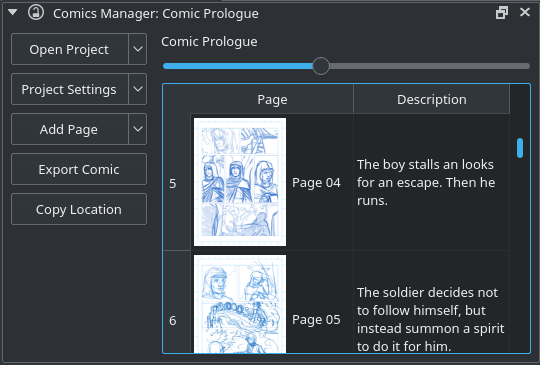 Comics Manager: Comic Prologue
Open Project
Project Settings
Add Page
Export Comic
Copy Location
Comic Prologue
Page
Description
5
Page 04
The boy stalls an looks
for an escape. Then he
runs.
6
Page 05
The soldier decides not
to follow himself, but
instead summon a spirit
to do it for him.